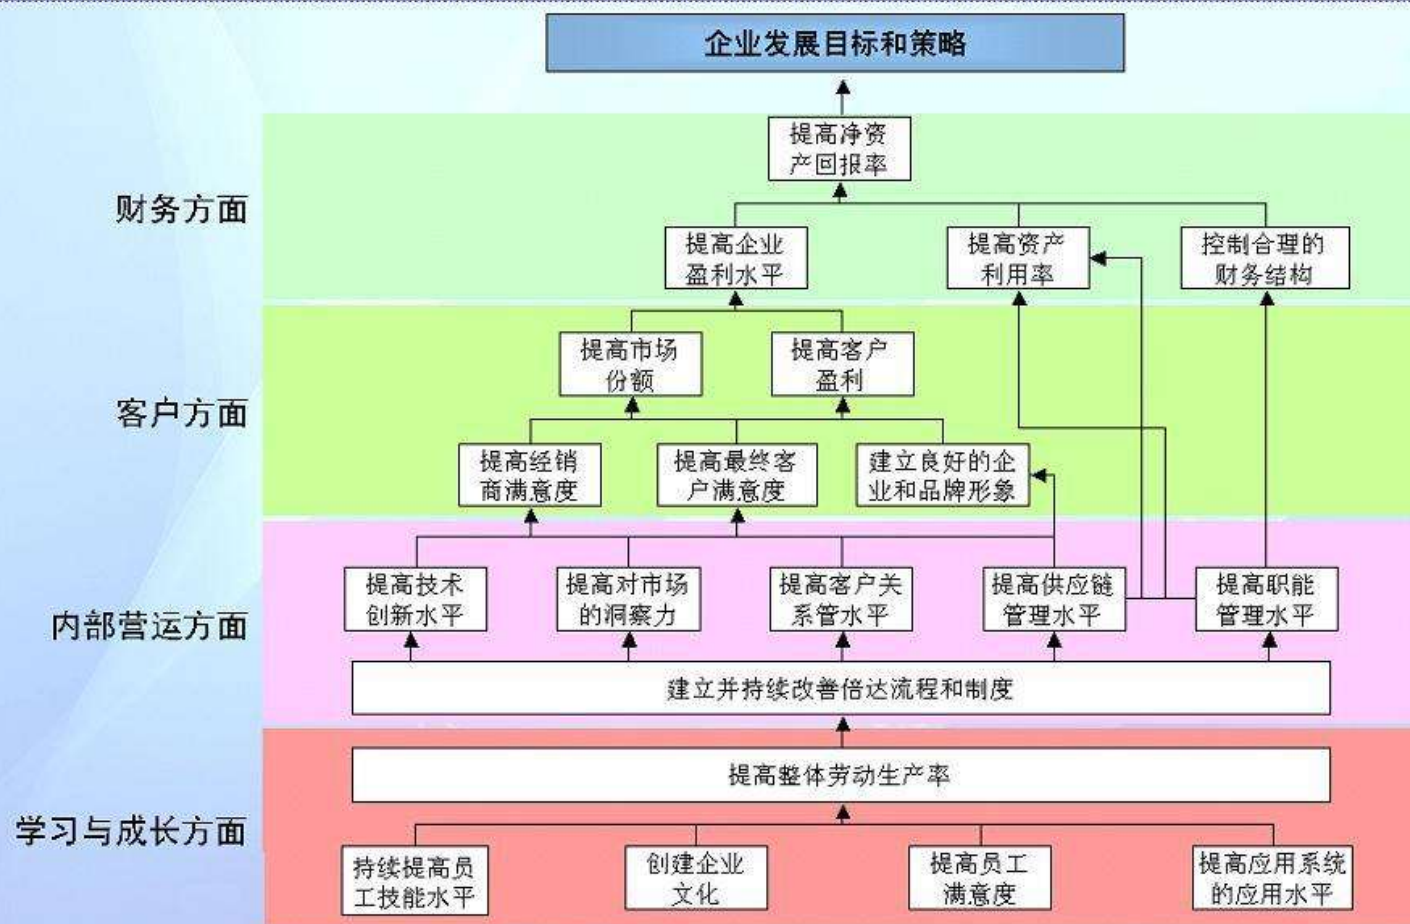 企业发展目标和策略
提高净资
产回报率
财务方面
提高企业
盈利水平
提高资产
利用率
控制合理的
财务结构
提高市场
份额
提高客户
盈利
客户方面
提高经销
商满意度
提高最终客
户满意度
建立良好的企
业和品牌形象
提高技术
创新水平
提高对市场
的洞察力
提高客户关
系管水平
提高供应链
管理水平
提高职能
管理水平
内部营运方面
建立并持续改善倍达流程和制度
提高整体劳动生产率
学习与成长方面
持续提高员
工技能水平
创建企业
文化
提高员工
满意度
提高应用系统
的应用水平